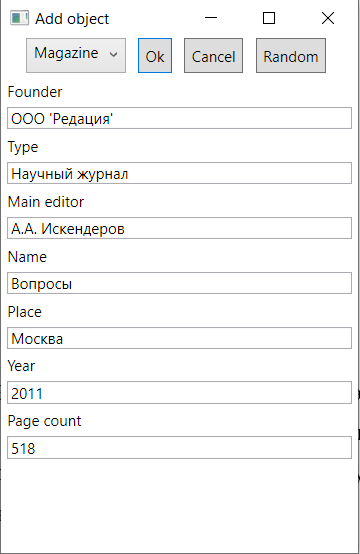 Add object
Magazine Ok Cancel Random
Founder
ООО 'Редация'
Type
Научный журнал
Main editor
А.А. Искендеров
Name
Вопросы
Place
Москва
Year
2011
Page count
518